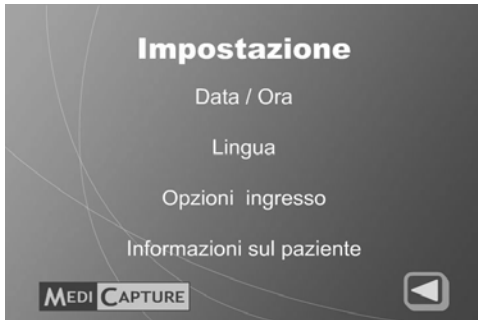 Impostazione
Data / Ora
Lingua
Opzioni ingresso
Informazioni sul paziente
MEDI CAPTURE